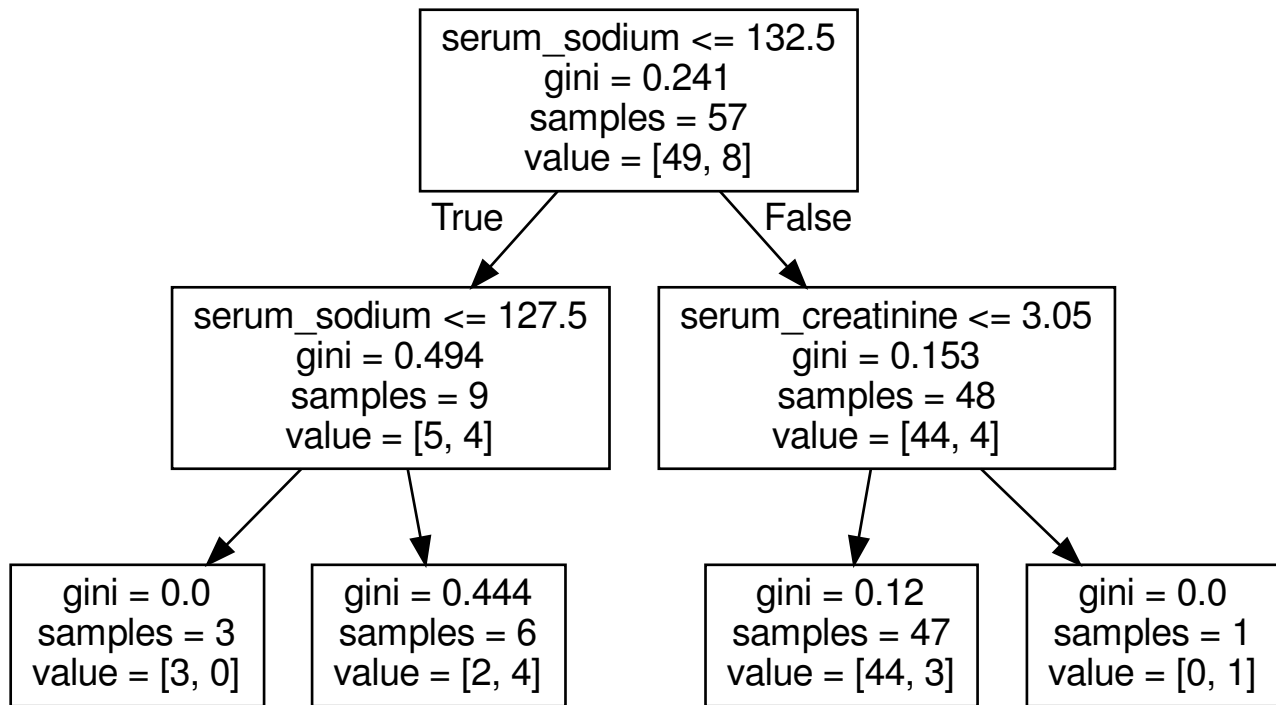 serum_sodium <= 132.5
gini = 0.241
samples = 57
value = [49, 8]
True
False
serum_sodium <= 127.5
gini = 0.494
samples = 9
value = [5, 4]
serum_creatinine <= 3.05
gini = 0.153
samples = 48
value = [44, 4]
gini = 0.0
samples = 3
value = [3, 0]
gini = 0.444
samples = 6
value = [2, 4]
gini = 0.12
samples = 47
value = [44, 3]
gini = 0.0
samples = 1
value = [0, 1]